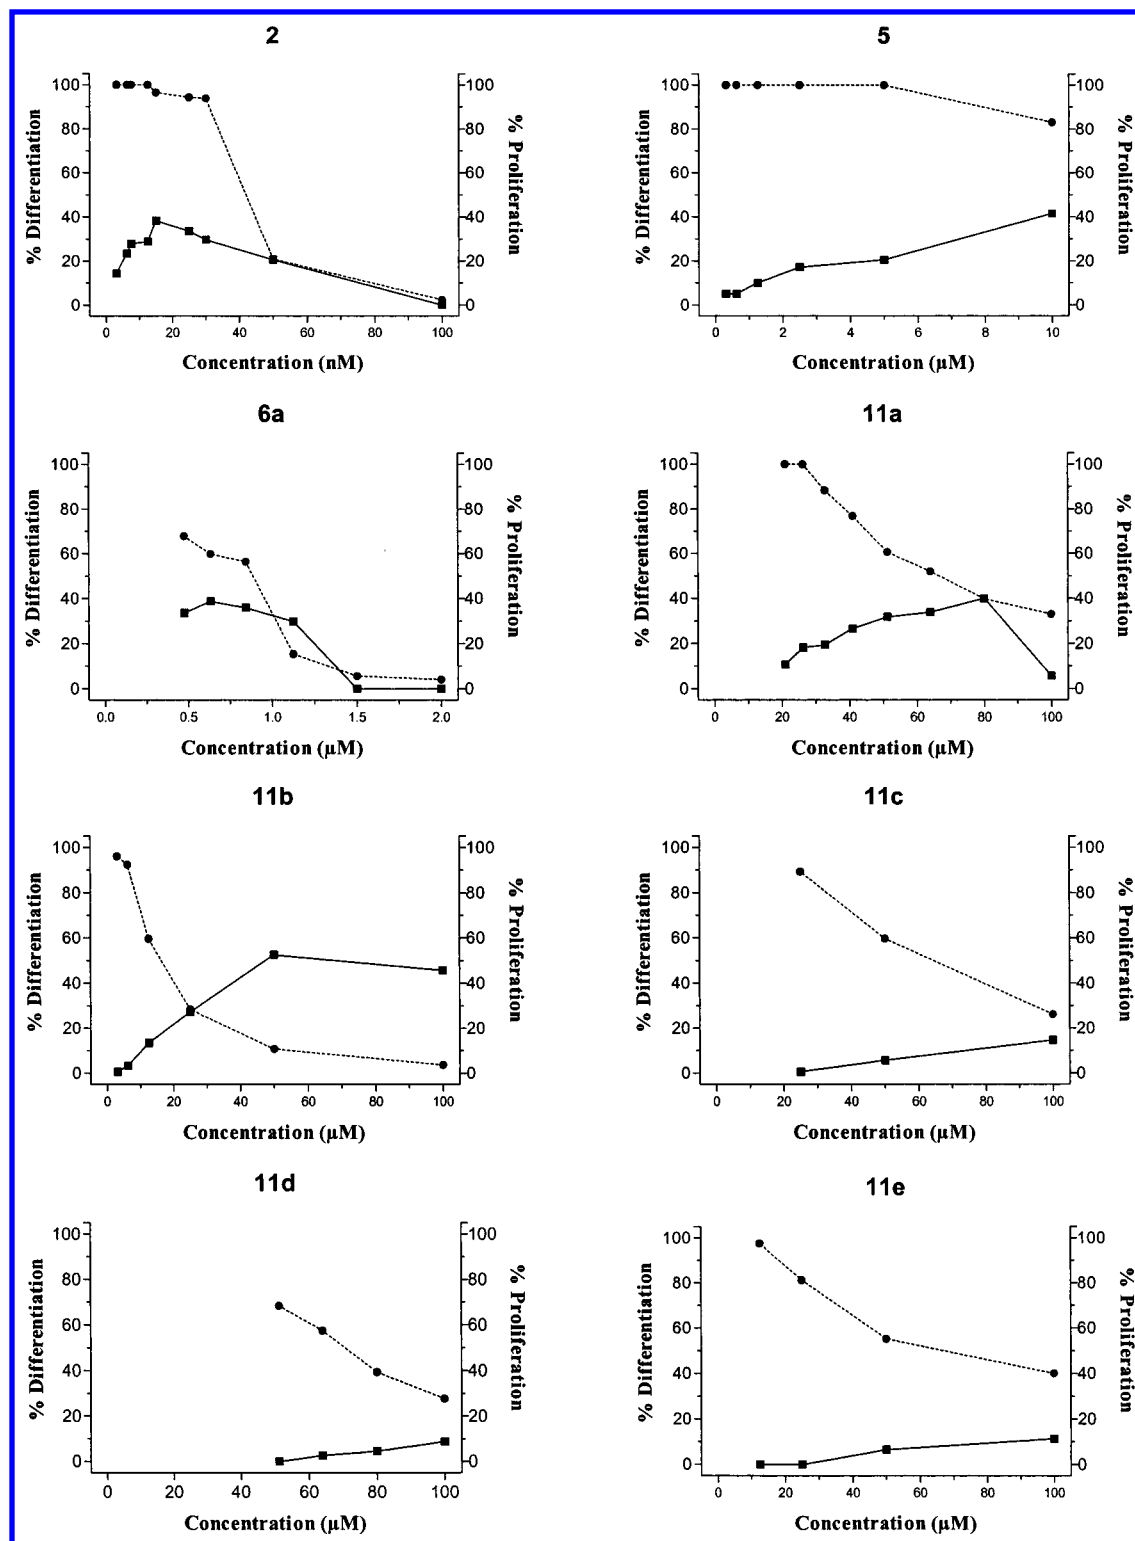 2
100
80
60
40
20
0
% Differentiation
100
80
60
40
20
0
% Proliferation
0 20 40 60 80 100
Concentration (nM)
5
100
80
60
40
20
0
% Differentiation
100
80
60
40
20
0
% Proliferation
0 2 4 6 8 10
Concentration (µM)
6a
100
80
60
40
20
0
% Differentiation
100
80
60
40
20
0
% Proliferation
0.0 0.5 1.0 1.5 2.0
Concentration (µM)
11a
100
80
60
40
20
0
% Differentiation
100
80
60
40
20
0
% Proliferation
0 20 40 60 80 100
Concentration (µM)
11b
100
80
60
40
20
0
% Differentiation
100
80
60
40
20
0
% Proliferation
0 20 40 60 80 100
Concentration (µM)
11c
100
80
60
40
20
0
% Differentiation
100
80
60
40
20
0
% Proliferation
0 20 40 60 80 100
Concentration (µM)
11d
100
80
60
40
20
0
% Differentiation
100
80
60
40
20
0
% Proliferation
0 20 40 60 80 100
Concentration (µM)
11e
100
80
60
40
20
0
% Differentiation
100
80
60
40
20
0
% Proliferation
0 20 40 60 80 100
Concentration (µM)